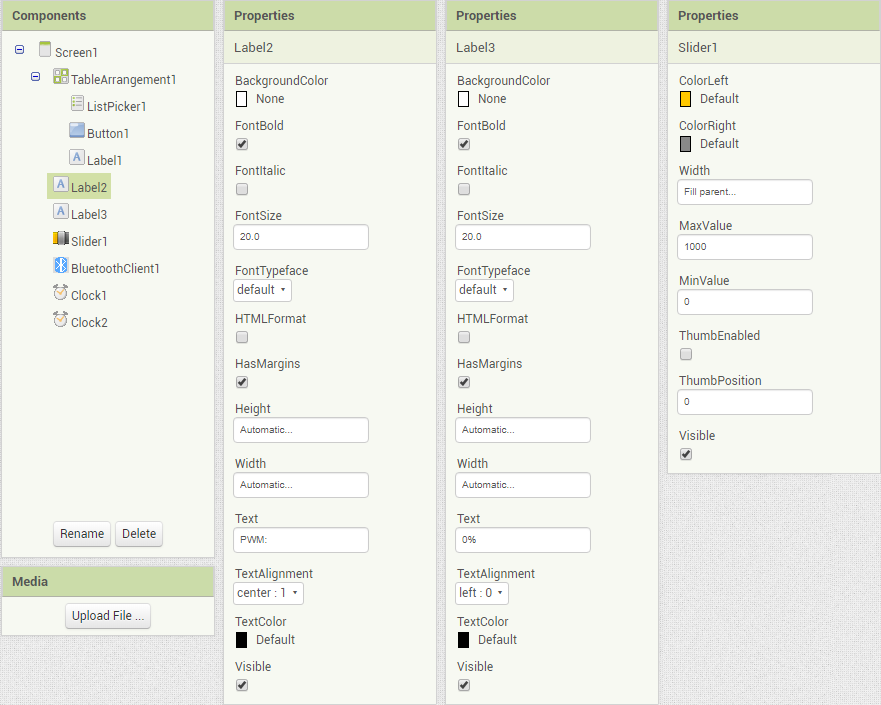 Components
Screen1
TableArrangement1
ListPicker1
Button1
A Label1
A Label2
A Label3
Slider1
BluetoothClient1
Clock1
Clock2
Rename
Delete
Media
Upload File ...
Properties
Label2
BackgroundColor
None
FontBold
FontItalic
FontSize
20.0
FontTypeface
default
HTMLFormat
HasMargins
Height
Automatic...
Width
Automatic...
Text
PWM:
TextAlignment
center : 1
TextColor
Default
Visible
Properties
Label3
BackgroundColor
None
FontBold
FontItalic
FontSize
20.0
FontTypeface
default
HTMLFormat
HasMargins
Height
Automatic...
Width
Automatic...
Text
0%
TextAlignment
left : 0
TextColor
Default
Visible
Properties
Slider1
ColorLeft
Default
ColorRight
Default
Width
Fill parent...
MaxValue
1000
MinValue
0
ThumbEnabled
ThumbPosition
0
Visible